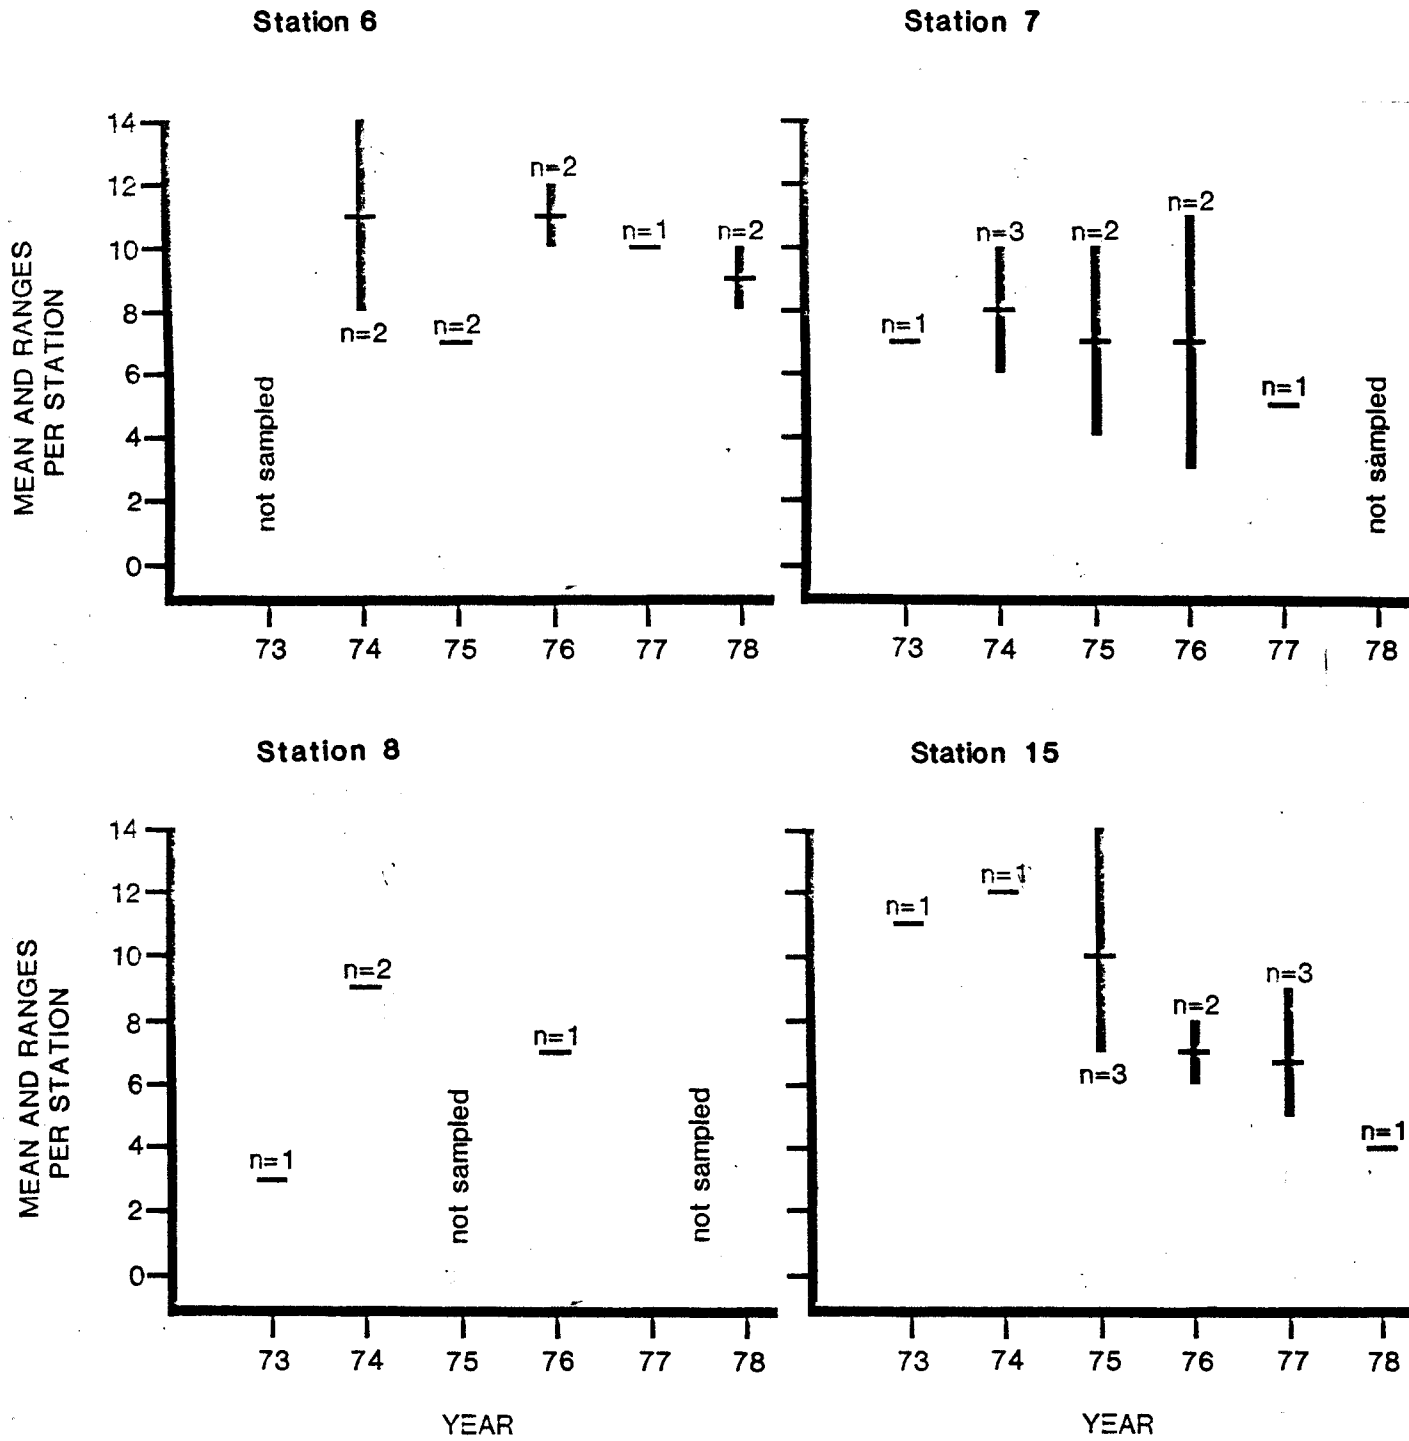 Station 6
Station 7
MEAN AND RANGES
PER STATION
14
12
10
8
6
4
2
0
not sampled
n=2
n=2
n=2
n=1
n=2
73 74 75 76 77 78
n=1
n=3
n=2
n=2
n=1
not sampled
73 74 75 76 77 78
Station 8
Station 15
MEAN AND RANGES
PER STATION
14
12
10
8
6
4
2
0
n=1
n=2
not sampled
n=1
not sampled
73 74 75 76 77 78
YEAR
n=1
n=1
n=3
n=2
n=3
n=1
73 74 75 76 77 78
YEAR